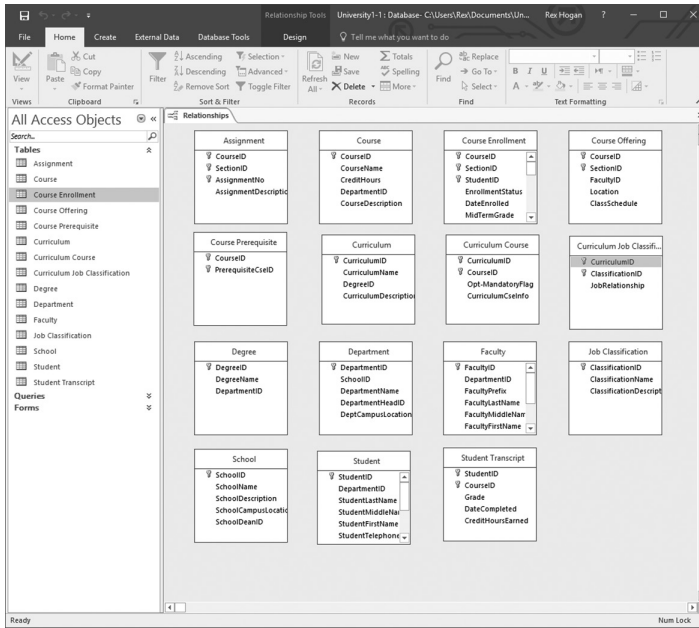 Relationship Tools University1-1 : Database- C:\Users\Rex\Documents\Un... Rex Hogan ?
File Home Create External Data Database Tools Design Tell me what you want to do
View
Paste
Cut
Copy
Format Painter
Filter
Ascending
Descending
Remove Sort
Selection
Advanced
Toggle Filter
Refresh All
New
Save
Delete
Totals
Spelling
More
Find
Replace
Go To
Select
B I U
A
Views Clipboard Sort & Filter Records Find Text Formatting
All Access Objects
Search...
Tables
Assignment
Course
Course Enrollment
Course Offering
Course Prerequisite
Curriculum
Curriculum Course
Curriculum Job Classification
Degree
Department
Faculty
Job Classification
School
Student
Student Transcript
Queries
Forms
Relationships
Assignment
CourseID
SectionID
AssignmentNo
AssignmentDescriptic
Course
CourseID
CourseName
CreditHours
DepartmentID
CourseDescription
Course Enrollment
CourseID
SectionID
StudentID
EnrollmentStatus
DateEnrolled
MidTermGrade
Course Offering
CourseID
SectionID
FacultyID
Location
ClassSchedule
Course Prerequisite
CourseID
PrerequisiteCseID
Curriculum
CurriculumID
CurriculumName
DegreeID
CurriculumDescriptio
Curriculum Course
CurriculumID
CourseID
Opt-MandatoryFlag
CurriculumCseInfo
Curriculum Job Classifi...
CurriculumID
ClassificationID
JobRelationship
Degree
DegreeID
DegreeName
DepartmentID
Department
DepartmentID
SchoolID
DepartmentName
DepartmentHeadID
DeptCampusLocation
Faculty
FacultyID
DepartmentID
FacultyPrefix
FacultyLastName
FacultyMiddleNam
FacultyFirstName
Job Classification
ClassificationID
ClassificationName
ClassificationDescript
School
SchoolID
SchoolName
SchoolDescription
SchoolCampusLocatic
SchoolDeanID
Student
StudentID
DepartmentID
StudentLastName
StudentMiddleNa
StudentFirstName
StudentTelephone
Student Transcript
StudentID
CourseID
Grade
DateCompleted
CreditHoursEarned
Ready Num Lock